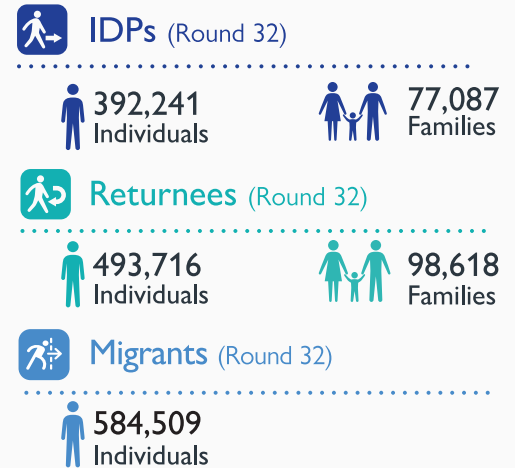 IDPs (Round 32)
392,241
Individuals
77,087
Families
Returnees (Round 32)
493,716
Individuals
98,618
Families
Migrants (Round 32)
584,509
Individuals